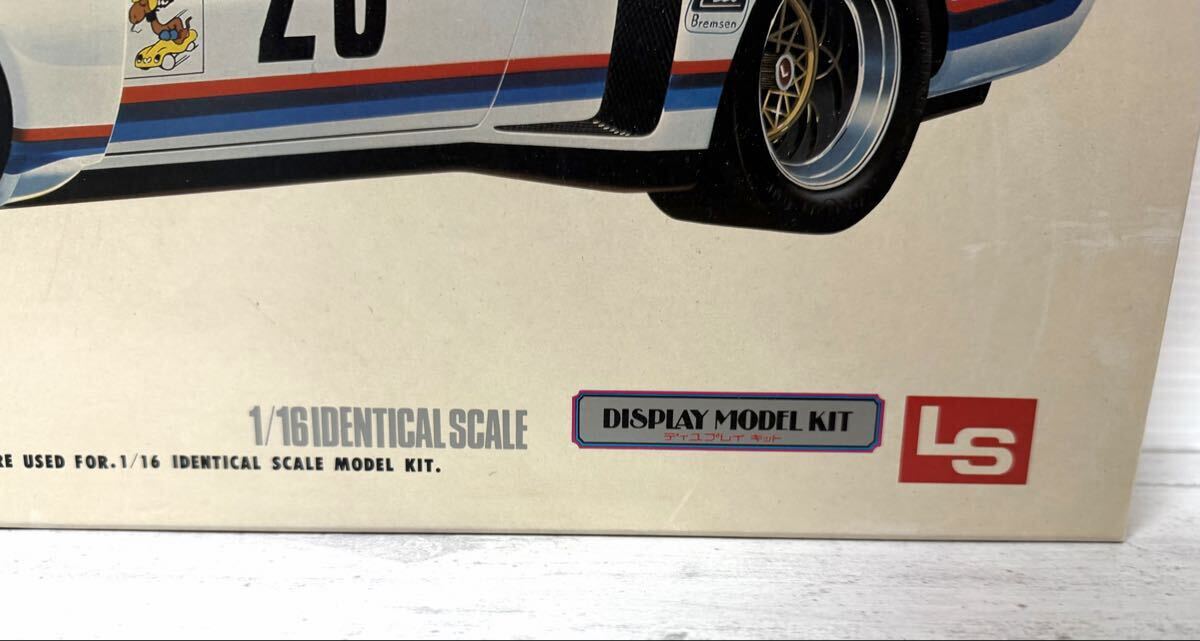 20
Bremsen
L
1/16 IDENTICAL SCALE
USED FOR. 1/16 IDENTICAL SCALE MODEL KIT.
DISPLAY MODEL KIT
ディスプレイ キット
LS